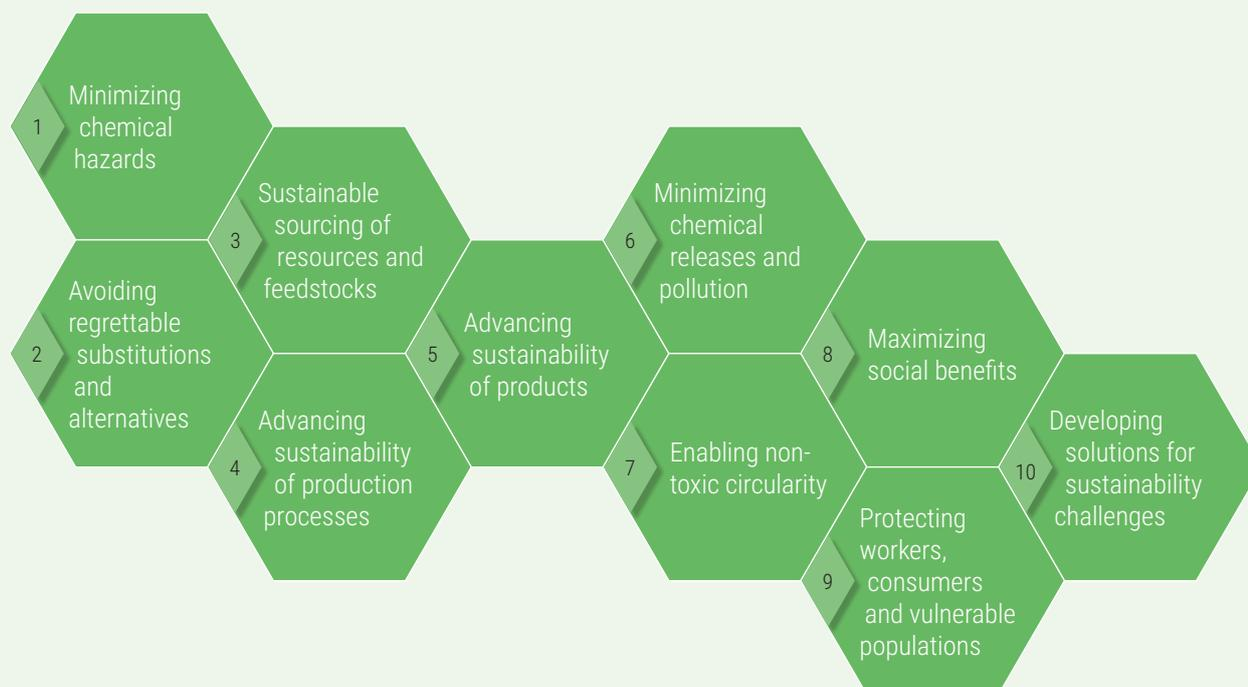 1
Minimizing
chemical
hazards
2
Avoiding
regrettable
substitutions
and
alternatives
3
Sustainable
sourcing of
resources and
feedstocks
4
Advancing
sustainability
of production
processes
5
Advancing
sustainability
of products
6
Minimizing
chemical
releases and
pollution
7
Enabling non-
toxic circularity
8
Maximizing
social benefits
9
Protecting
workers,
consumers
and vulnerable
populations
10
Developing
solutions for
sustainability
challenges